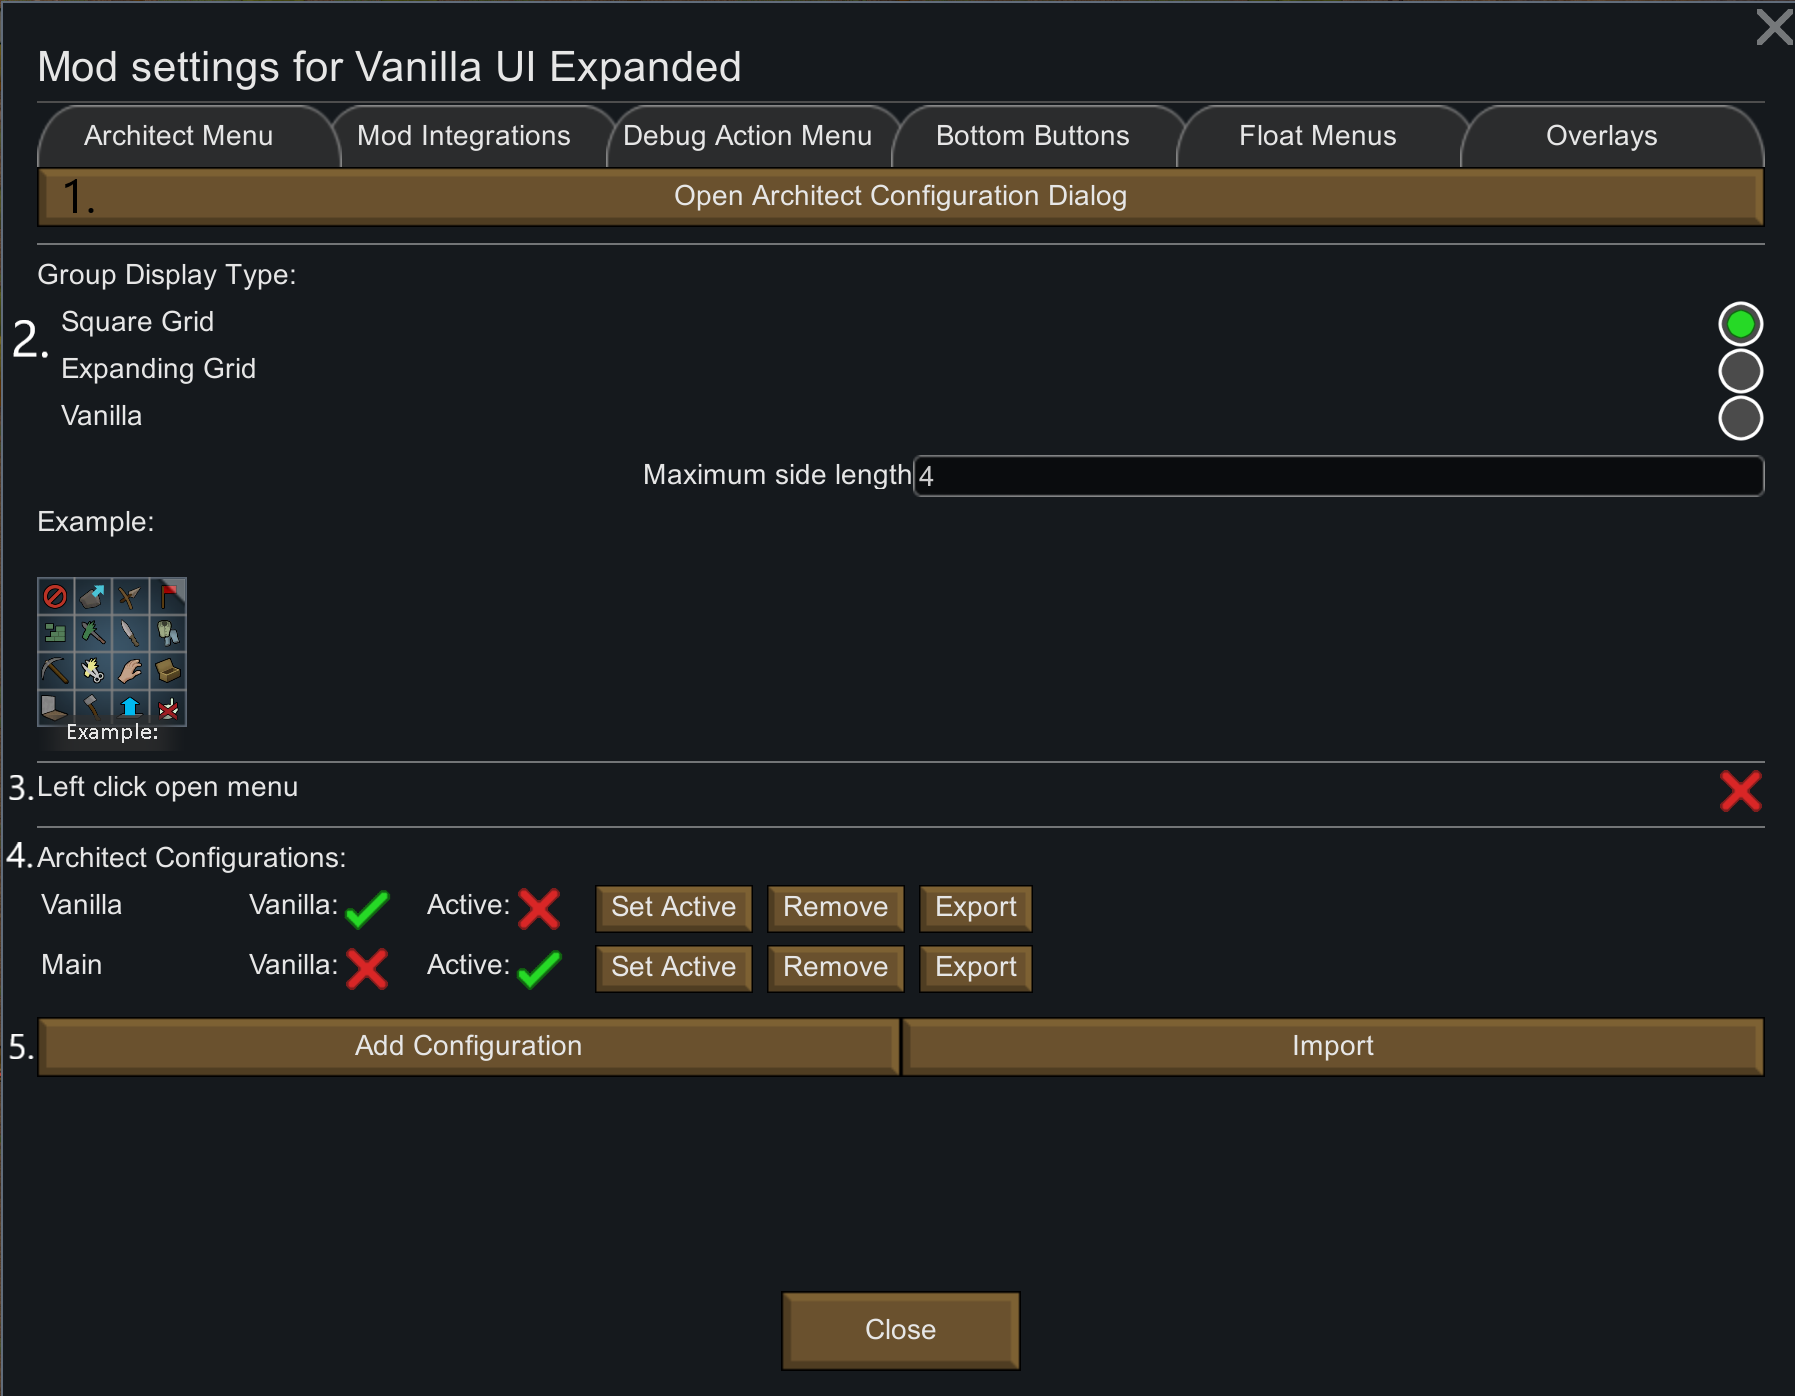 Mod settings for Vanilla UI Expanded
Architect Menu Mod Integrations Debug Action Menu Bottom Buttons Float Menus Overlays
1. Open Architect Configuration Dialog
Group Display Type:
2. Square Grid
Expanding Grid
Vanilla
Maximum side length 4
Example:
Example:
3. Left click open menu
4. Architect Configurations:
Vanilla Vanilla: Active: Set Active Remove Export
Main Vanilla: Active: Set Active Remove Export
5. Add Configuration Import
Close